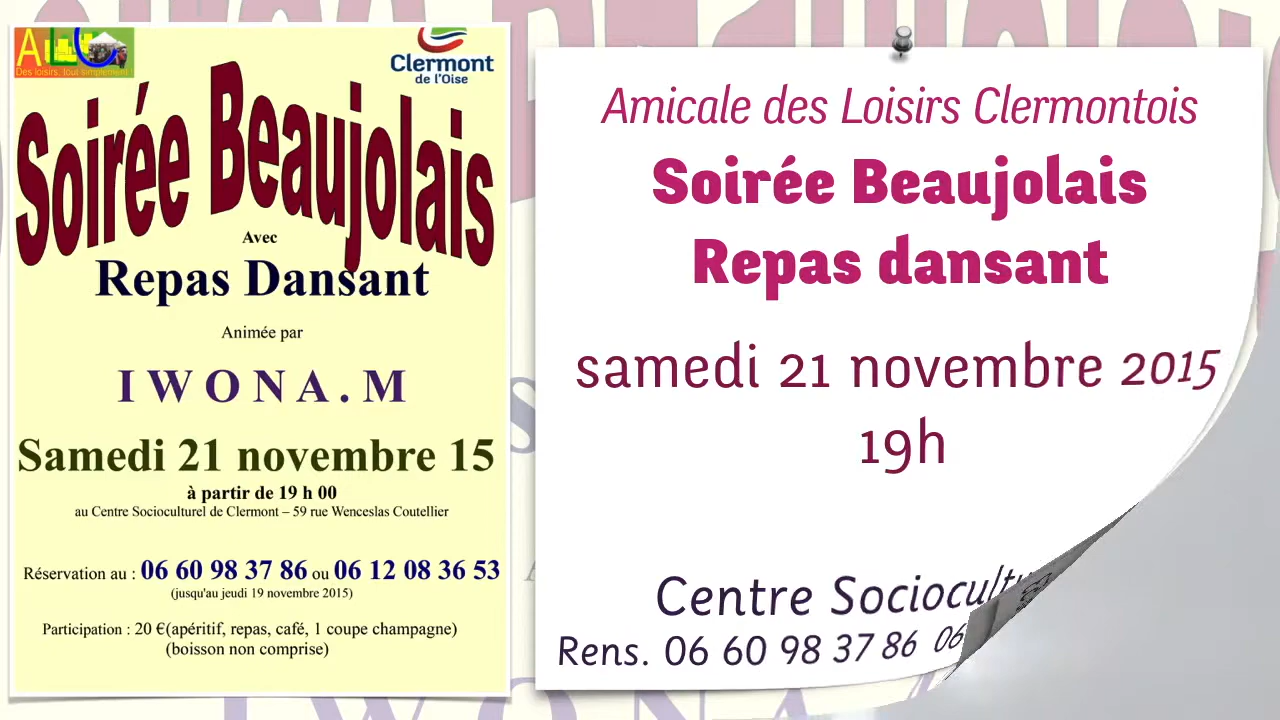 ALC
Des loisirs, tout simplement
Clermont
de l'Oise
Soirée Beaujolais
Avec
Repas Dansant
Animée par
I W O N A . M
Samedi 21 novembre 15
à partir de 19 h 00
au Centre Socioculturel de Clermont – 59 rue Wenceslas Coutellier
Réservation au : 06 60 98 37 86 ou 06 12 08 36 53
(jusqu'au jeudi 19 novembre 2015)
Participation : 20 €(apéritif, repas, café, 1 coupe champagne)
(boisson non comprise)
Amicale des Loisirs Clermontois
Soirée Beaujolais
Repas dansant
samedi 21 novembre 2015
19h
Centre Sociocultu
Rens. 06 60 98 37 86 06